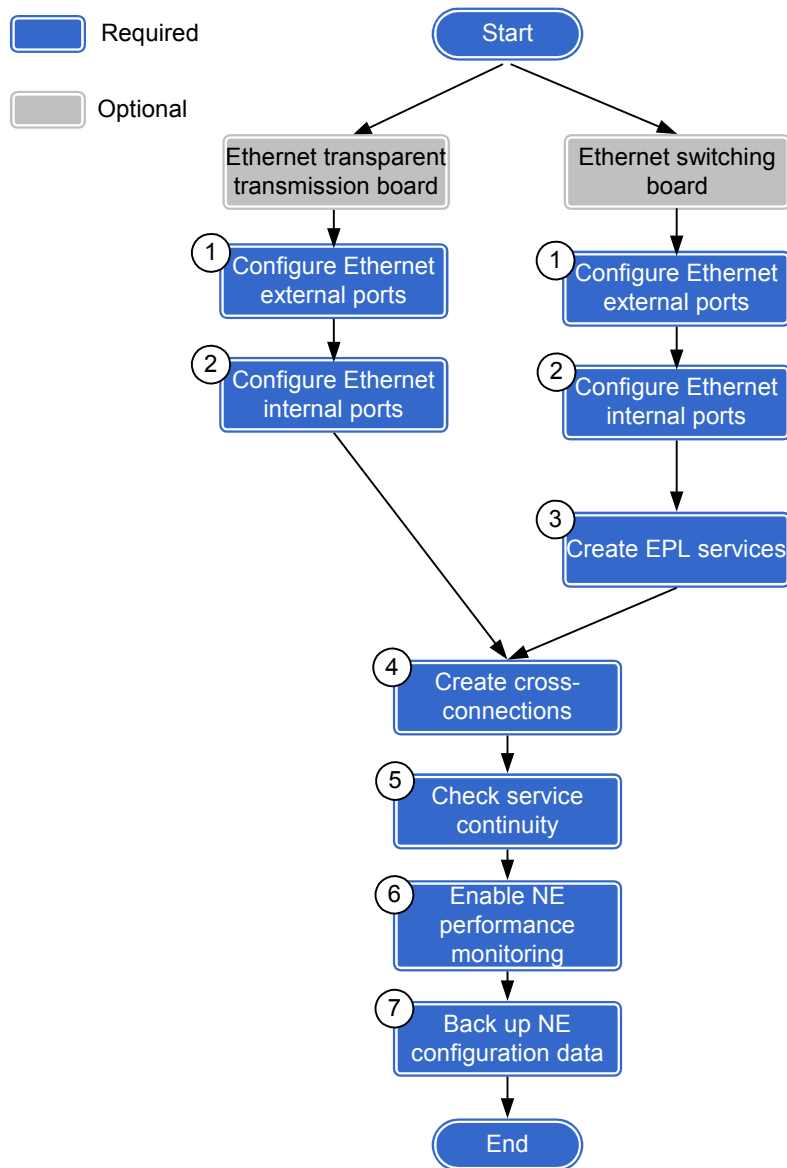 Required
Optional
Start
Ethernet transparent
transmission board
1
Configure Ethernet
external ports
2
Configure Ethernet
internal ports
Ethernet switching
board
1
Configure Ethernet
external ports
2
Configure Ethernet
internal ports
3
Create EPL services
4
Create cross-
connections
5
Check service
continuity
6
Enable NE
performance
monitoring
7
Back up NE
configuration data
End